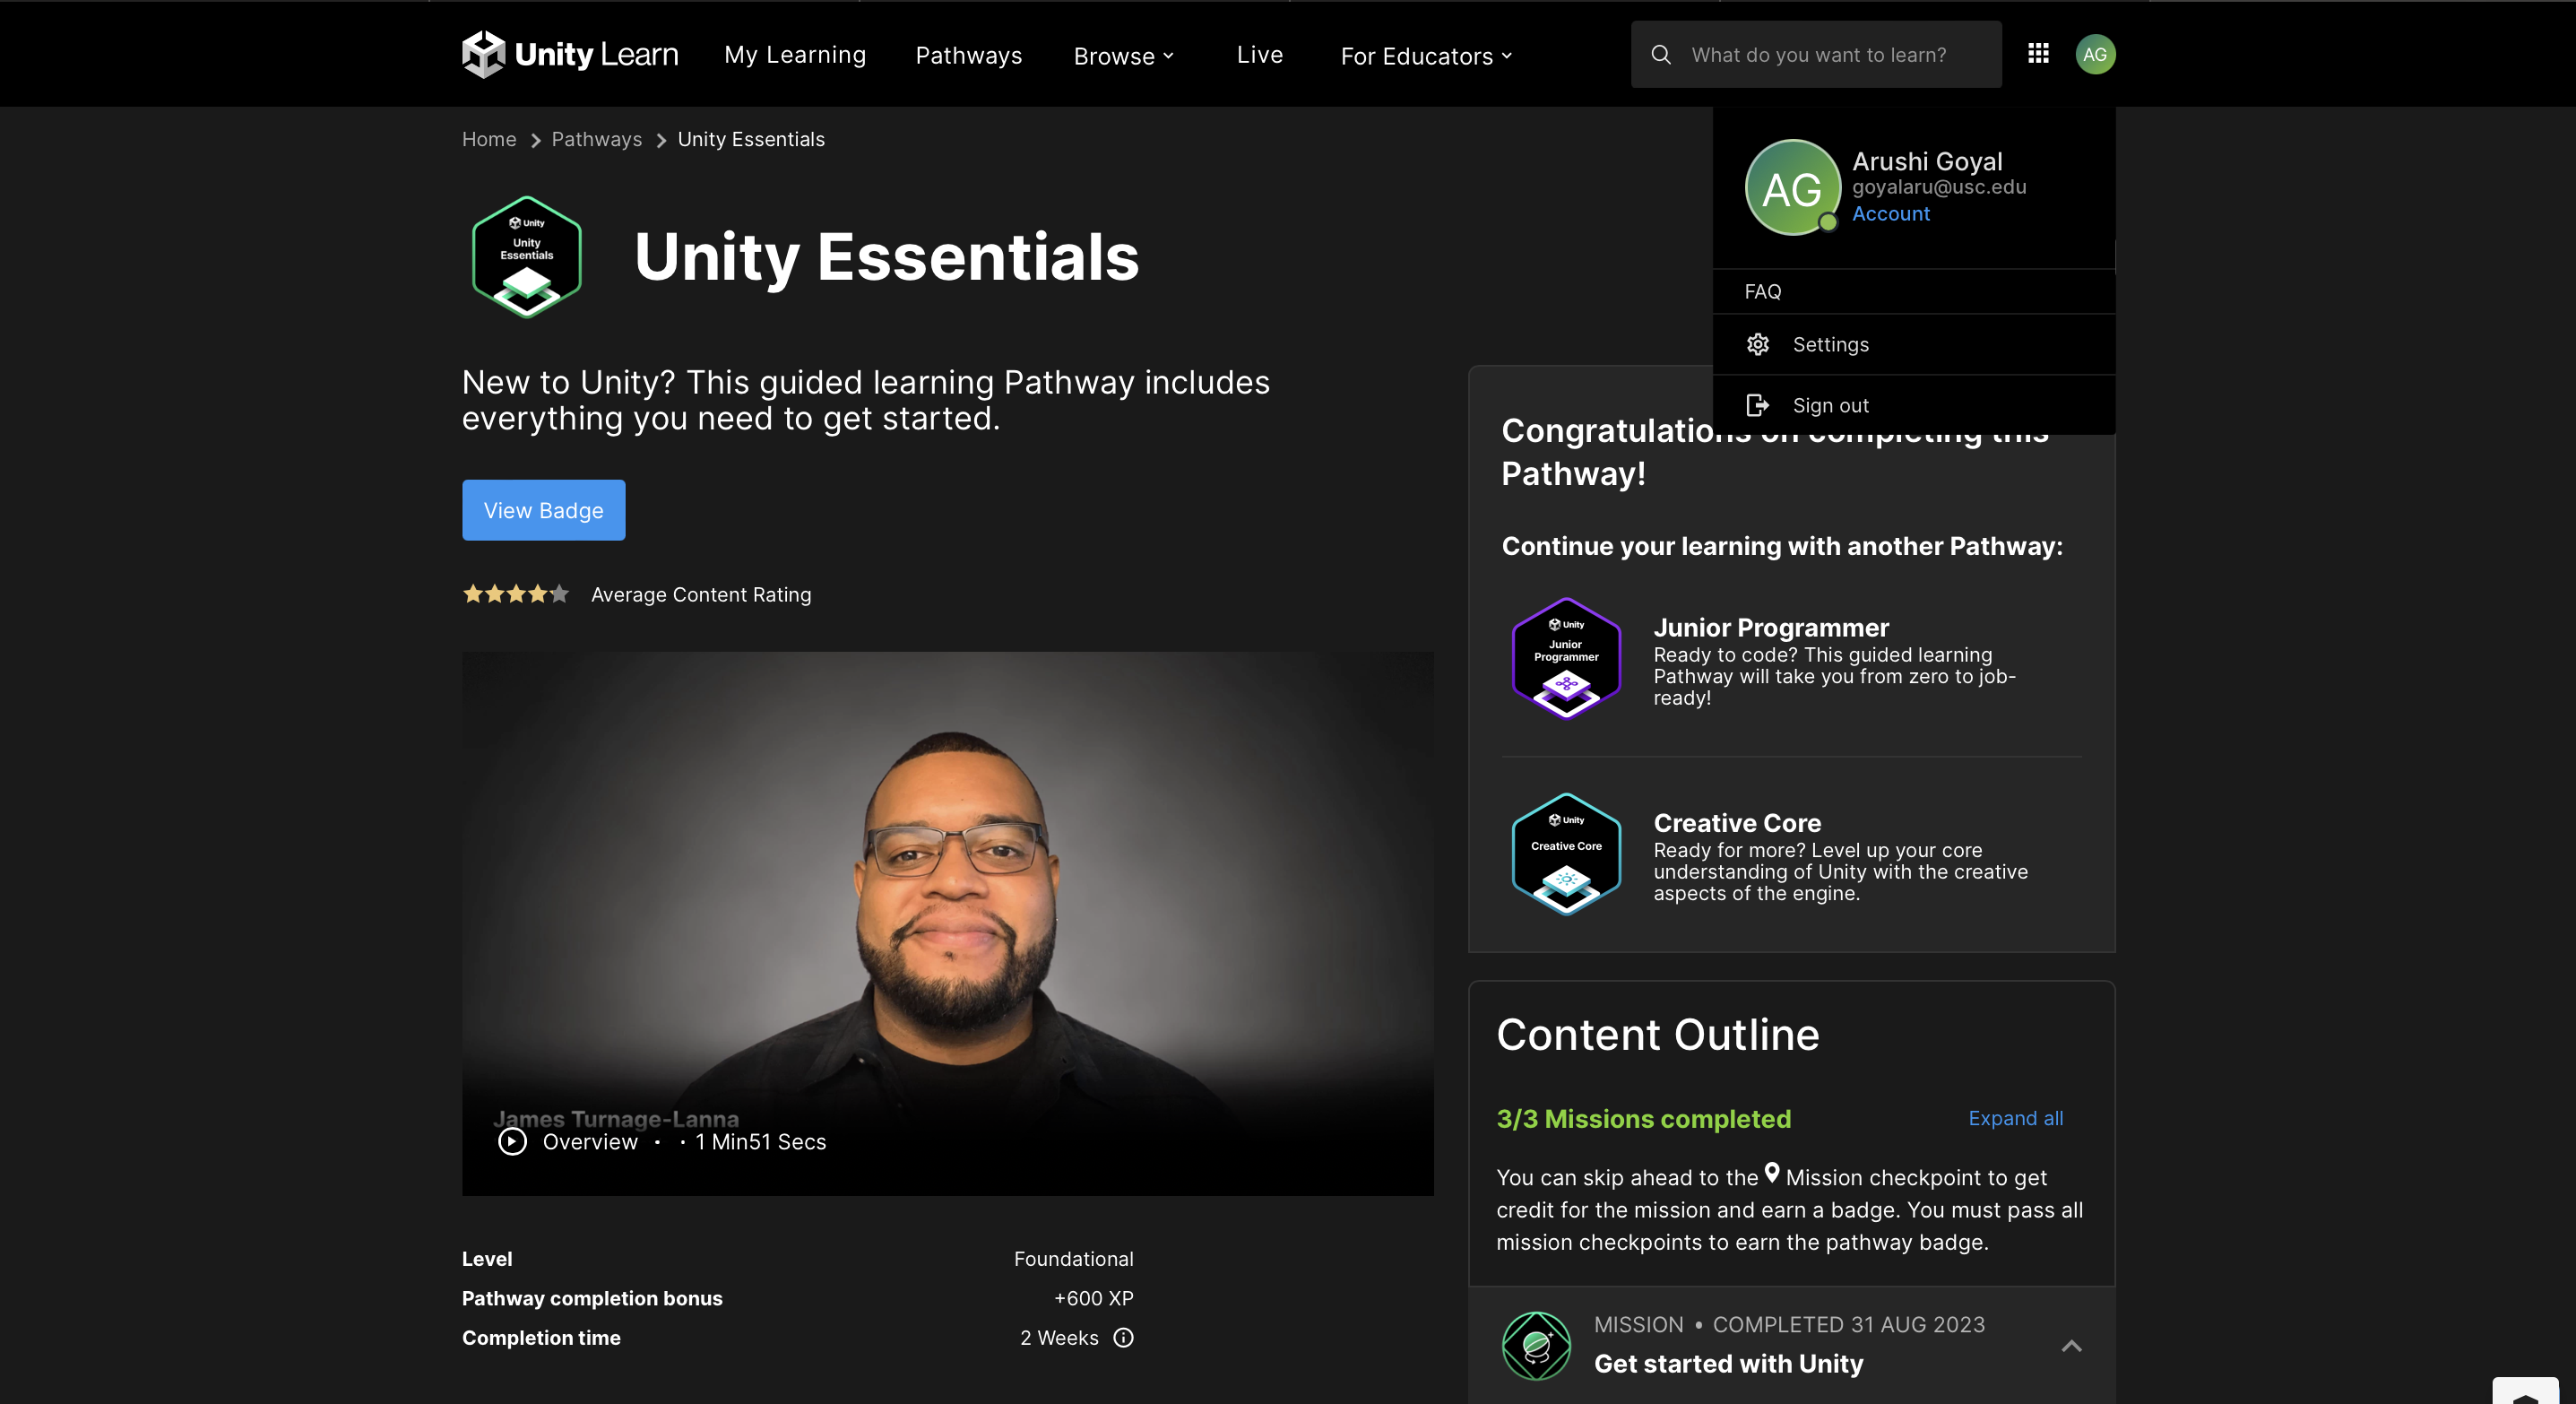 Unity Learn My Learning Pathways Browse Live For Educators What do you want to learn? AG
Home Pathways Unity Essentials
AG
Arushi Goyal
goyalaru@usc.edu
Account
FAQ
Settings
Sign out
Unity
Unity
Essentials
Unity Essentials
New to Unity? This guided learning Pathway includes
everything you need to get started.
View Badge
Average Content Rating
James Turnage-Lanna
Overview • • 1 Min51 Secs
Level Foundational
Pathway completion bonus +600 XP
Completion time 2 Weeks
Congratulations on completing this
Pathway!
Continue your learning with another Pathway:
Unity
Junior
Programmer
Junior Programmer
Ready to code? This guided learning
Pathway will take you from zero to job-
ready!
Unity
Creative Core
Creative Core
Ready for more? Level up your core
understanding of Unity with the creative
aspects of the engine.
Content Outline
3/3 Missions completed Expand all
You can skip ahead to the Mission checkpoint to get
credit for the mission and earn a badge. You must pass all
mission checkpoints to earn the pathway badge.
MISSION • COMPLETED 31 AUG 2023
Get started with Unity